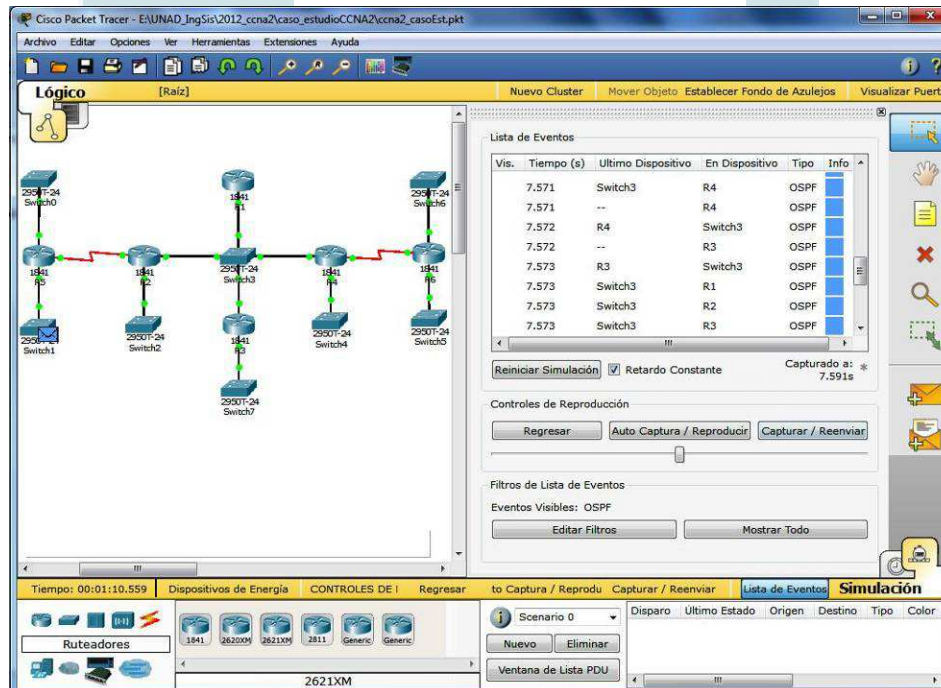 Cisco Packet Tracer - E:\UNAD_IngSis\2012_ccna2\caso_estudioCCNA2\ccna2_casoEst.pkt
Archivo Editar Opciones Ver Herramientas Extensiones Ayuda
Lógico [Raíz] Nuevo Cluster Mover Objeto Establecer Fondo de Azulejos Visualizar Puert
2950T-24
Switch0
1841
R1
2950T-24
Switch6
1841
R5
1841
R2
2950T-24
Switch3
1841
R4
1841
R6
2950T-24
Switch1
2950T-24
Switch2
1841
R3
2950T-24
Switch4
2950T-24
Switch5
2950T-24
Switch7
Lista de Eventos
Vis. Tiempo (s) Ultimo Dispositivo En Dispositivo Tipo Info
7.571 Switch3 R4 OSPF
7.571 -- R4 OSPF
7.572 R4 Switch3 OSPF
7.572 -- R3 OSPF
7.573 R3 Switch3 OSPF
7.573 Switch3 R1 OSPF
7.573 Switch3 R2 OSPF
7.573 Switch3 R3 OSPF
Reiniciar Simulación Retardo Constante Capturado a: *
7.591s
Controles de Reproducción
Regresar Auto Captura / Reproducir Capturar / Reenviar
Filtros de Lista de Eventos
Eventos Visibles: OSPF
Editar Filtros Mostrar Todo
Tiempo: 00:01:10.559 Dispositivos de Energía CONTROLES DE Regresar to Captura / Reprodu Capturar / Reenviar Lista de Eventos Simulación
Ruteadores
1841 2620XM 2621XM 2811 Generic Generic
2621XM
Scenario 0
Nuevo Eliminar
Ventana de Lista PDU
Disparo Último Estado Origen Destino Tipo Color